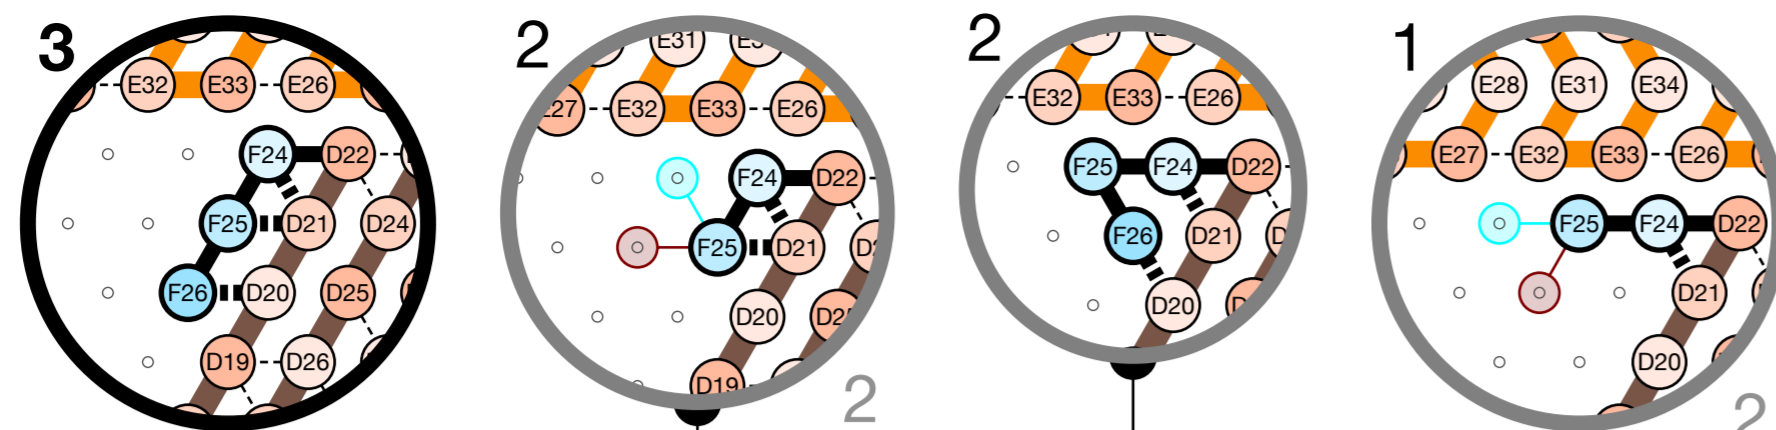 3
E32 E33 E26
F24 D22
F25 D21 D24
F26 D20 D25
D19 D26
2
E31
E27 E32 E33 E26
F24 D22
F25 D21
D20
D19
2
2
E32 E33 E26
F25 F24 D22
F26 D21
D20
1
E28 E31 E34
E27 E32 E33 E26
F25 F24 D22
D21
D20
2